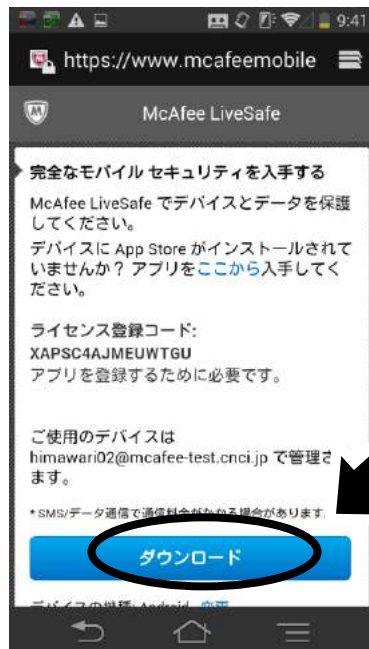 9:41
https://www.mcafeemobile
McAfee LiveSafe
完全なモバイル セキュリティを入手する
McAfee LiveSafe でデバイスとデータを保護
してください。
デバイスに App Store がインストールされて
いませんか? アプリをここから入手してく
ださい。
ライセンス登録コード:
XAPSC4AJMEUWTGU
アプリを登録するために必要です。
ご使用のデバイスは
himawari02@mcafee-test.cnci.jp で管理さ
ます。
* SMS/データ通信で通信料金がかかる場合があります。
ダウンロード
デバイスの機種: Android 変更